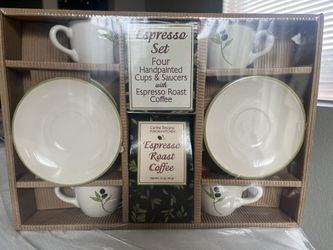 Espresso
Set
Four
Handpainted
Cups & Saucers
with
Espresso Roast
Coffee
Espresso
Roast
Coffee